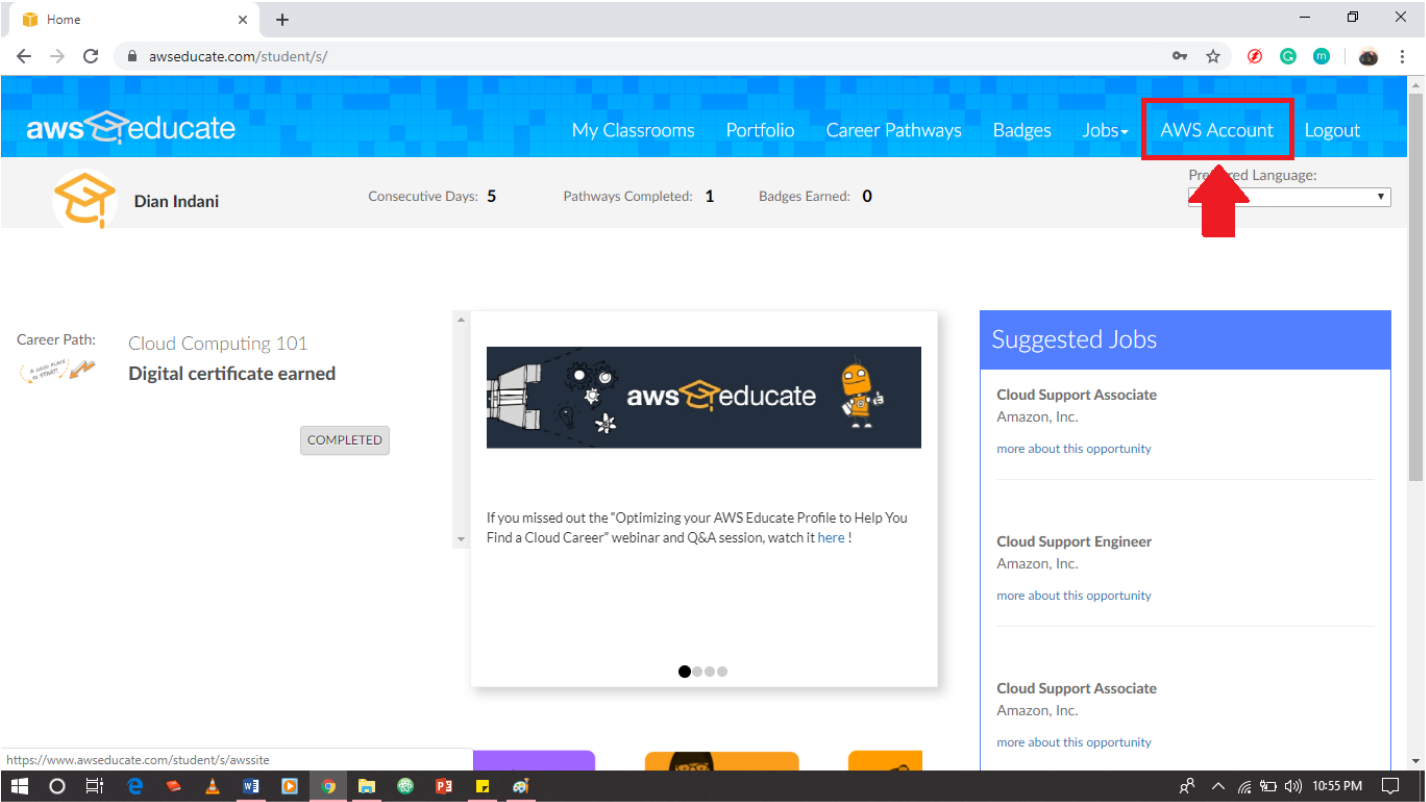 Home
awseducate.com/student/s/
aws educate
My Classrooms Portfolio Career Pathways Badges Jobs AWS Account Logout
Dian Indani
Consecutive Days: 5 Pathways Completed: 1 Badges Earned: 0
Preferred Language:
Career Path:
A GOOD PLACE
TO START!
Cloud Computing 101
Digital certificate earned
COMPLETED
aws educate
If you missed out the "Optimizing your AWS Educate Profile to Help You
Find a Cloud Career" webinar and Q&A session, watch it here !
Suggested Jobs
Cloud Support Associate
Amazon, Inc.
more about this opportunity
Cloud Support Engineer
Amazon, Inc.
more about this opportunity
Cloud Support Associate
Amazon, Inc.
more about this opportunity
https://www.awseducate.com/student/s/awssite
10:55 PM